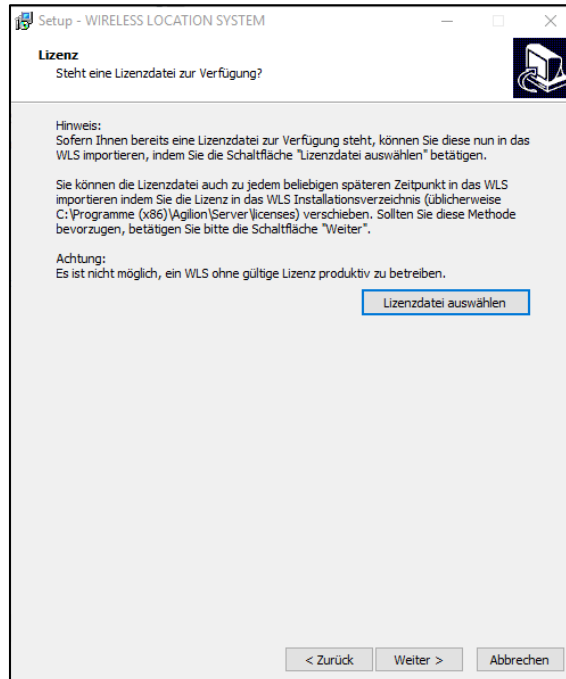 Setup - WIRELESS LOCATION SYSTEM
Lizenz
Steht eine Lizenzdatei zur Verfügung?
Hinweis:
Sofern Ihnen bereits eine Lizenzdatei zur Verfügung steht, können Sie diese nun in das
WLS importieren, indem Sie die Schaltfläche "Lizenzdatei auswählen" betätigen.
Sie können die Lizenzdatei auch zu jedem beliebigen späteren Zeitpunkt in das WLS
importieren indem Sie die Lizenz in das WLS Installationsverzeichnis (üblicherweise
C:\Programme (x86)\Agilion\Server\licenses) verschieben. Sollten Sie diese Methode
bevorzugen, betätigen Sie bitte die Schaltfläche "Weiter".
Achtung:
Es ist nicht möglich, ein WLS ohne gültige Lizenz produktiv zu betreiben.
Lizenzdatei auswählen
< Zurück
Weiter >
Abbrechen